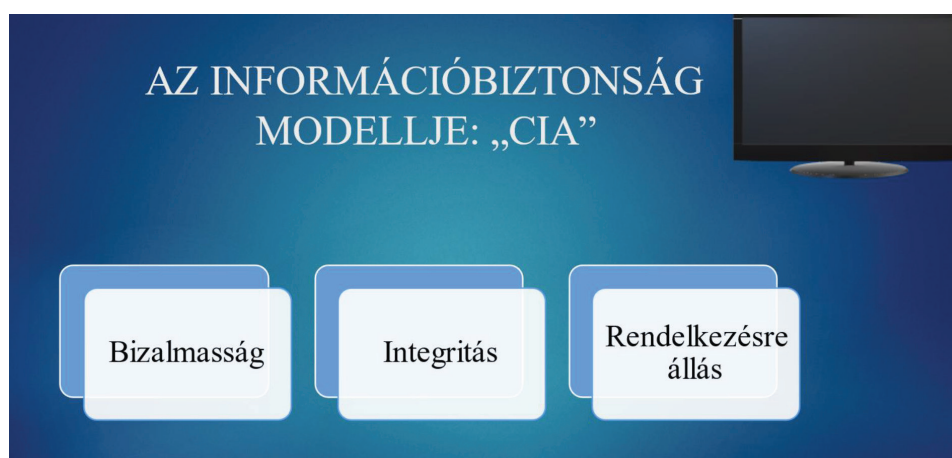 AZ INFORMÁCIÓBIZTONSÁG
MODELLJE: „CIA”
Bizalmasság
Integritás
Rendelkezésre
állás